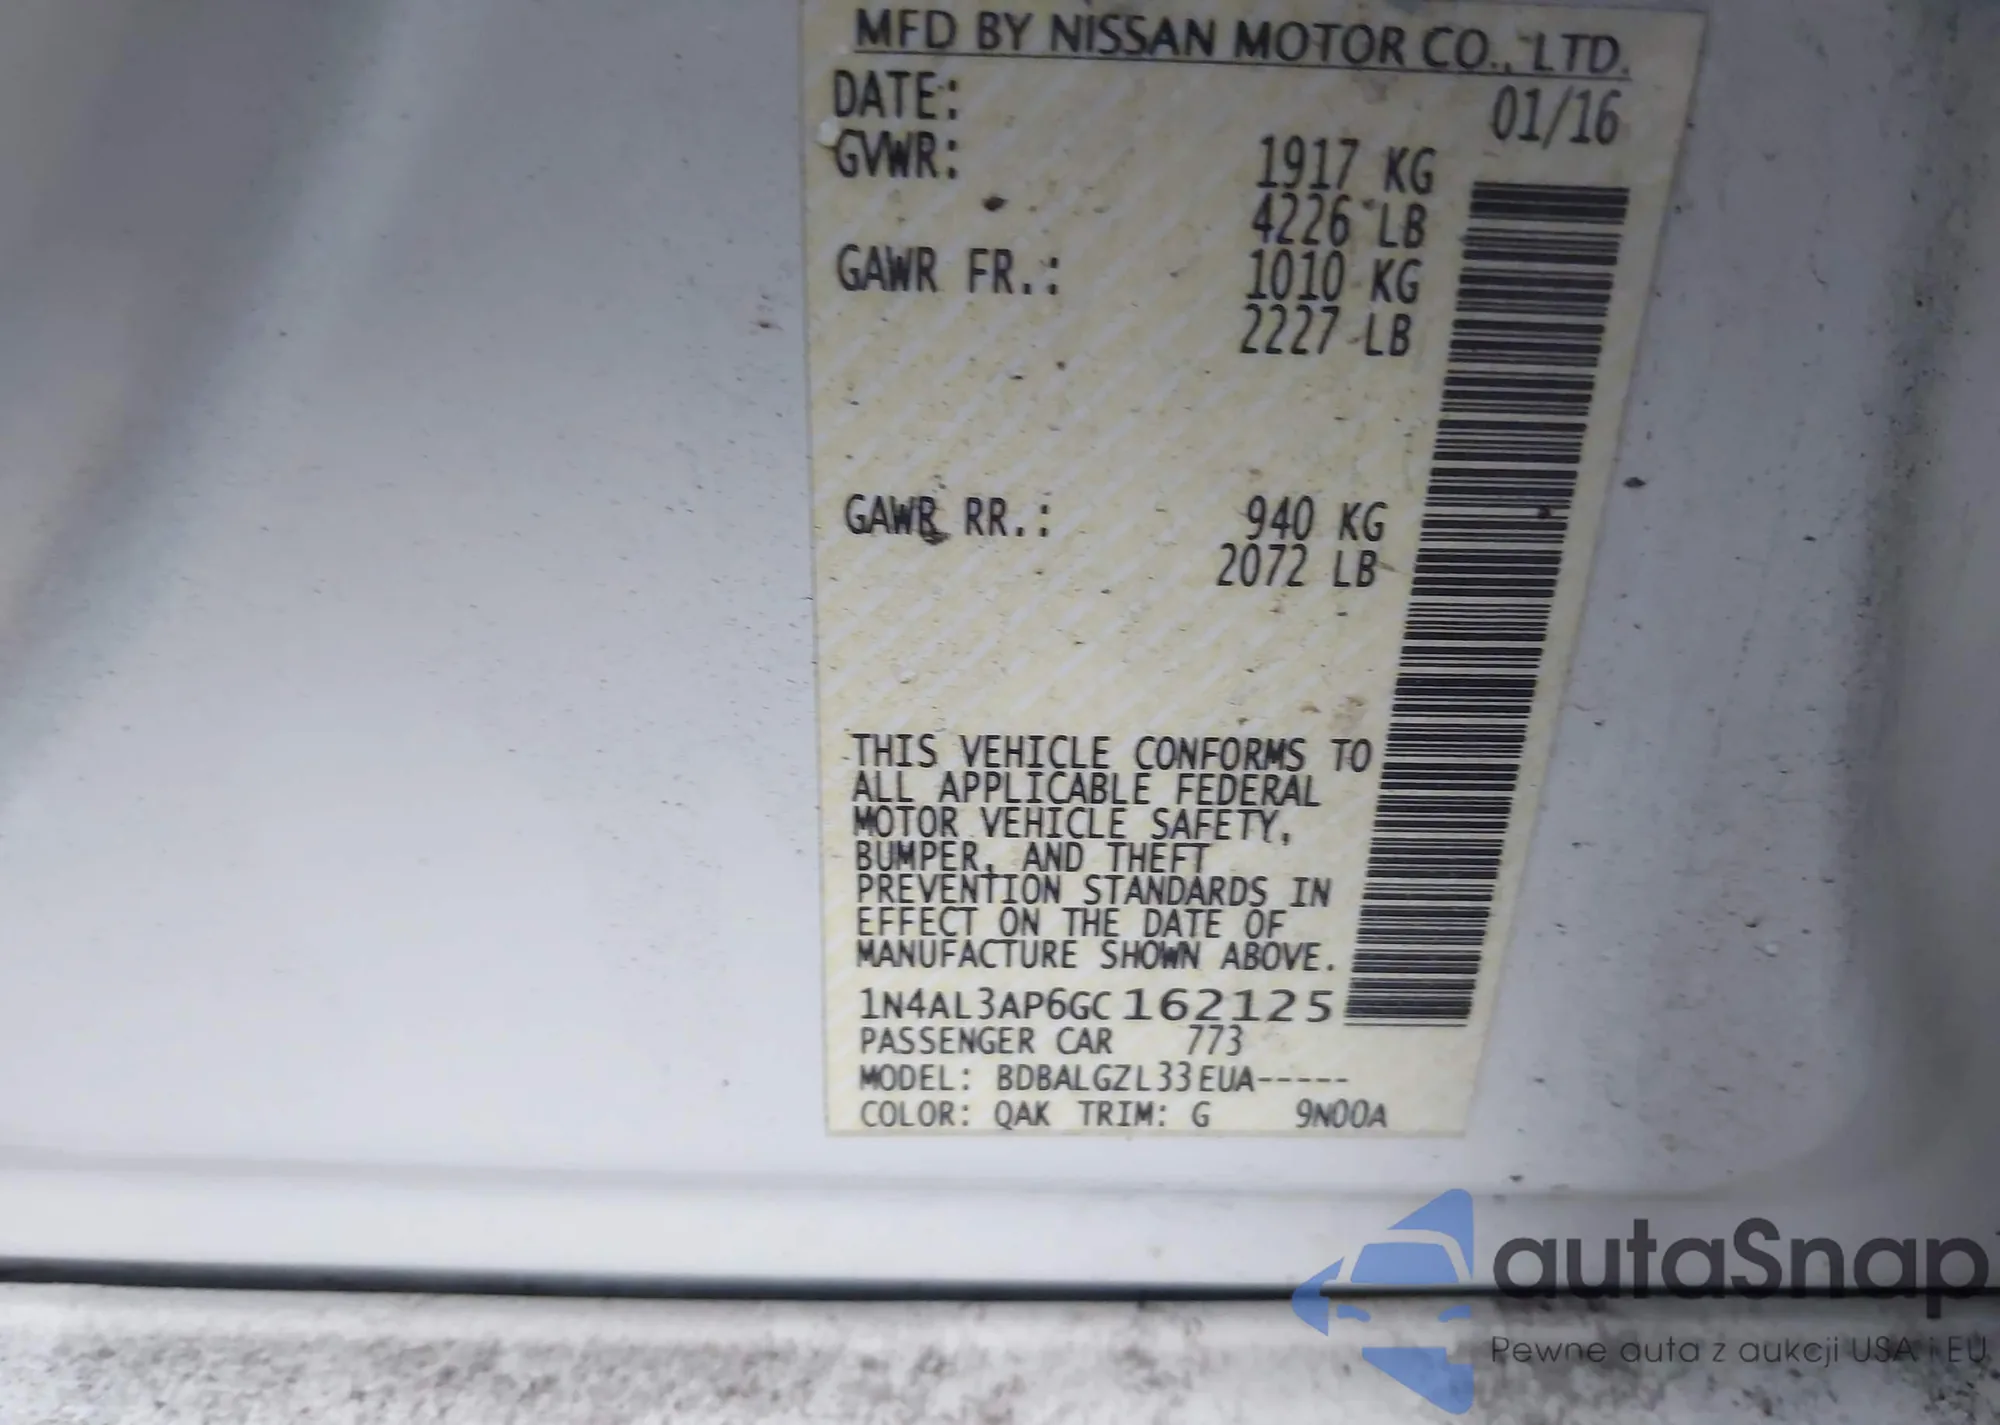 MFD BY NISSAN MOTOR CO., LTD.
DATE: 01/16
GVWR: 1917 KG
4226 LB
GAWR FR.: 1010 KG
2227 LB
GAWR RR.: 940 KG
2072 LB
THIS VEHICLE CONFORMS TO
ALL APPLICABLE FEDERAL
MOTOR VEHICLE SAFETY,
BUMPER, AND THEFT
PREVENTION STANDARDS IN
EFFECT ON THE DATE OF
MANUFACTURE SHOWN ABOVE.
1N4AL3AP6GC162125
PASSENGER CAR 773
MODEL: BDBALGZL33EUA-----
COLOR: QAK TRIM: G 9N00A
autaSnap
Pewne auta z aukcji USA i EU